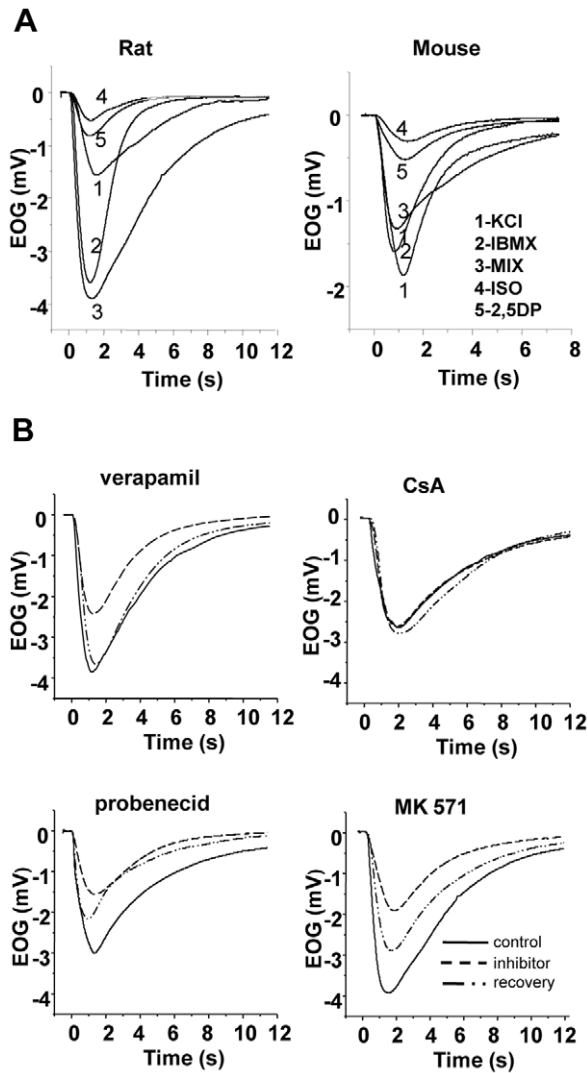 A
Rat
Mouse
EOG (mV)
0
-1
-2
-3
-4
4
5
1
2
3
0 2 4 6 8 10 12
Time (s)
EOG (mV)
0
-1
-2
4
5
3
2
1
1-KCl
2-IBMX
3-MIX
4-ISO
5-2,5DP
0 2 4 6 8
Time (s)
B
verapamil
EOG (mV)
0
-1
-2
-3
-4
0 2 4 6 8 10 12
Time (s)
CsA
EOG (mV)
0
-1
-2
-3
-4
0 2 4 6 8 10 12
Time (s)
probenecid
EOG (mV)
0
-1
-2
-3
-4
0 2 4 6 8 10 12
Time (s)
MK 571
EOG (mV)
0
-1
-2
-3
-4
control
inhibitor
recovery
0 2 4 6 8 10 12
Time (s)